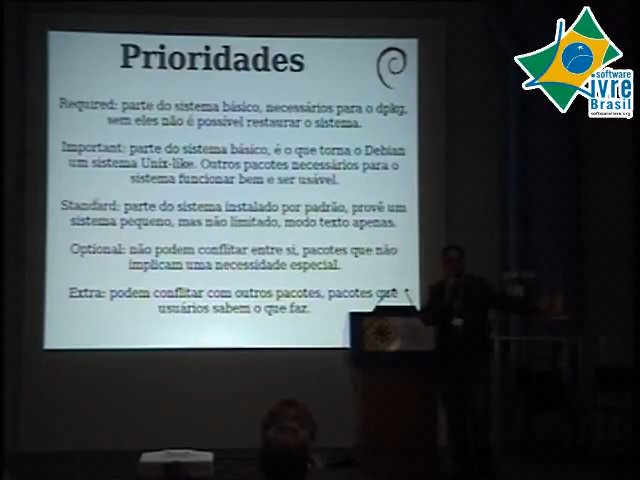 Prioridades
Required: parte do sistema básico, necessários para o dpkg,
sem eles não é possível restaurar o sistema.
Important: parte do sistema básico, é o que torna o Debian
um sistema Unix-like. Outros pacotes necessários para o
sistema funcionar bem e ser usável.
Standard: parte do sistema instalado por padrão, provê um
sistema pequeno, mas não limitado, modo texto apenas.
Optional: não podem conflitar entre si, pacotes que não
implicam uma necessidade especial.
Extra: podem conflitar com outros pacotes, pacotes que
usuários sabem o que faz.
software
livre
Brasil
softwarelivre.org